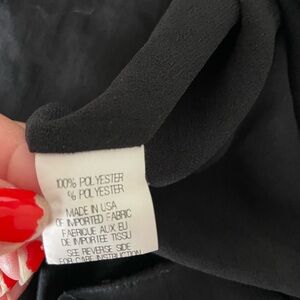 100% POLYESTER
% POLYESTER
MADE IN USA
OF IMPORTED FABRIC
FABRIQUE AUX EU
DE IMPORTEE TISSU
SEE REVERSE SIDE
FOR CARE INSTRUCTION